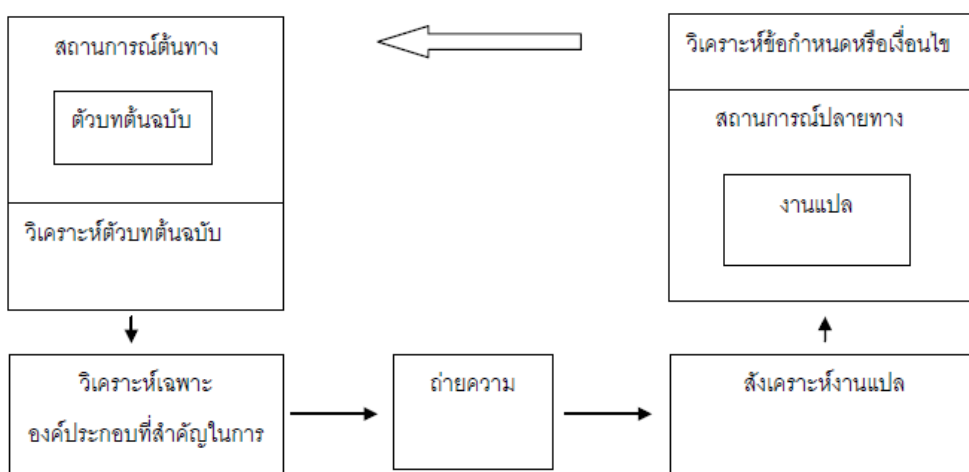 สถานการณ์ต้นทาง
ตัวบทต้นฉบับ
วิเคราะห์ตัวบทต้นฉบับ
วิเคราะห์ข้อกำหนดหรือเงื่อนไข
สถานการณ์ปลายทาง
งานแปล
วิเคราะห์เฉพาะ
องค์ประกอบที่สำคัญในการ
ถ่ายความ
สังเคราะห์งานแปล